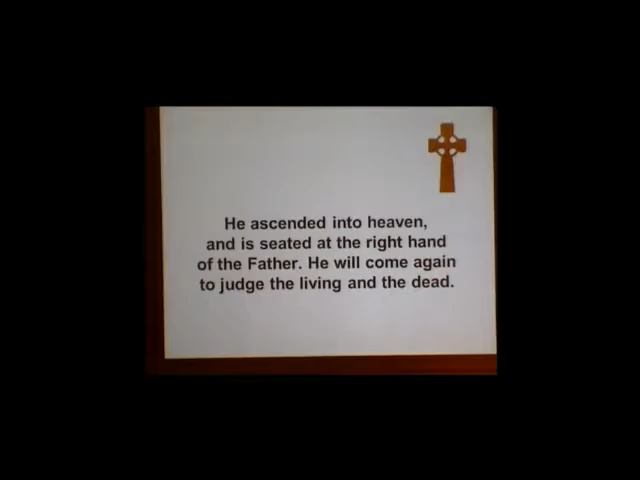 He ascended into heaven,
and is seated at the right hand
of the Father. He will come again
to judge the living and the dead.